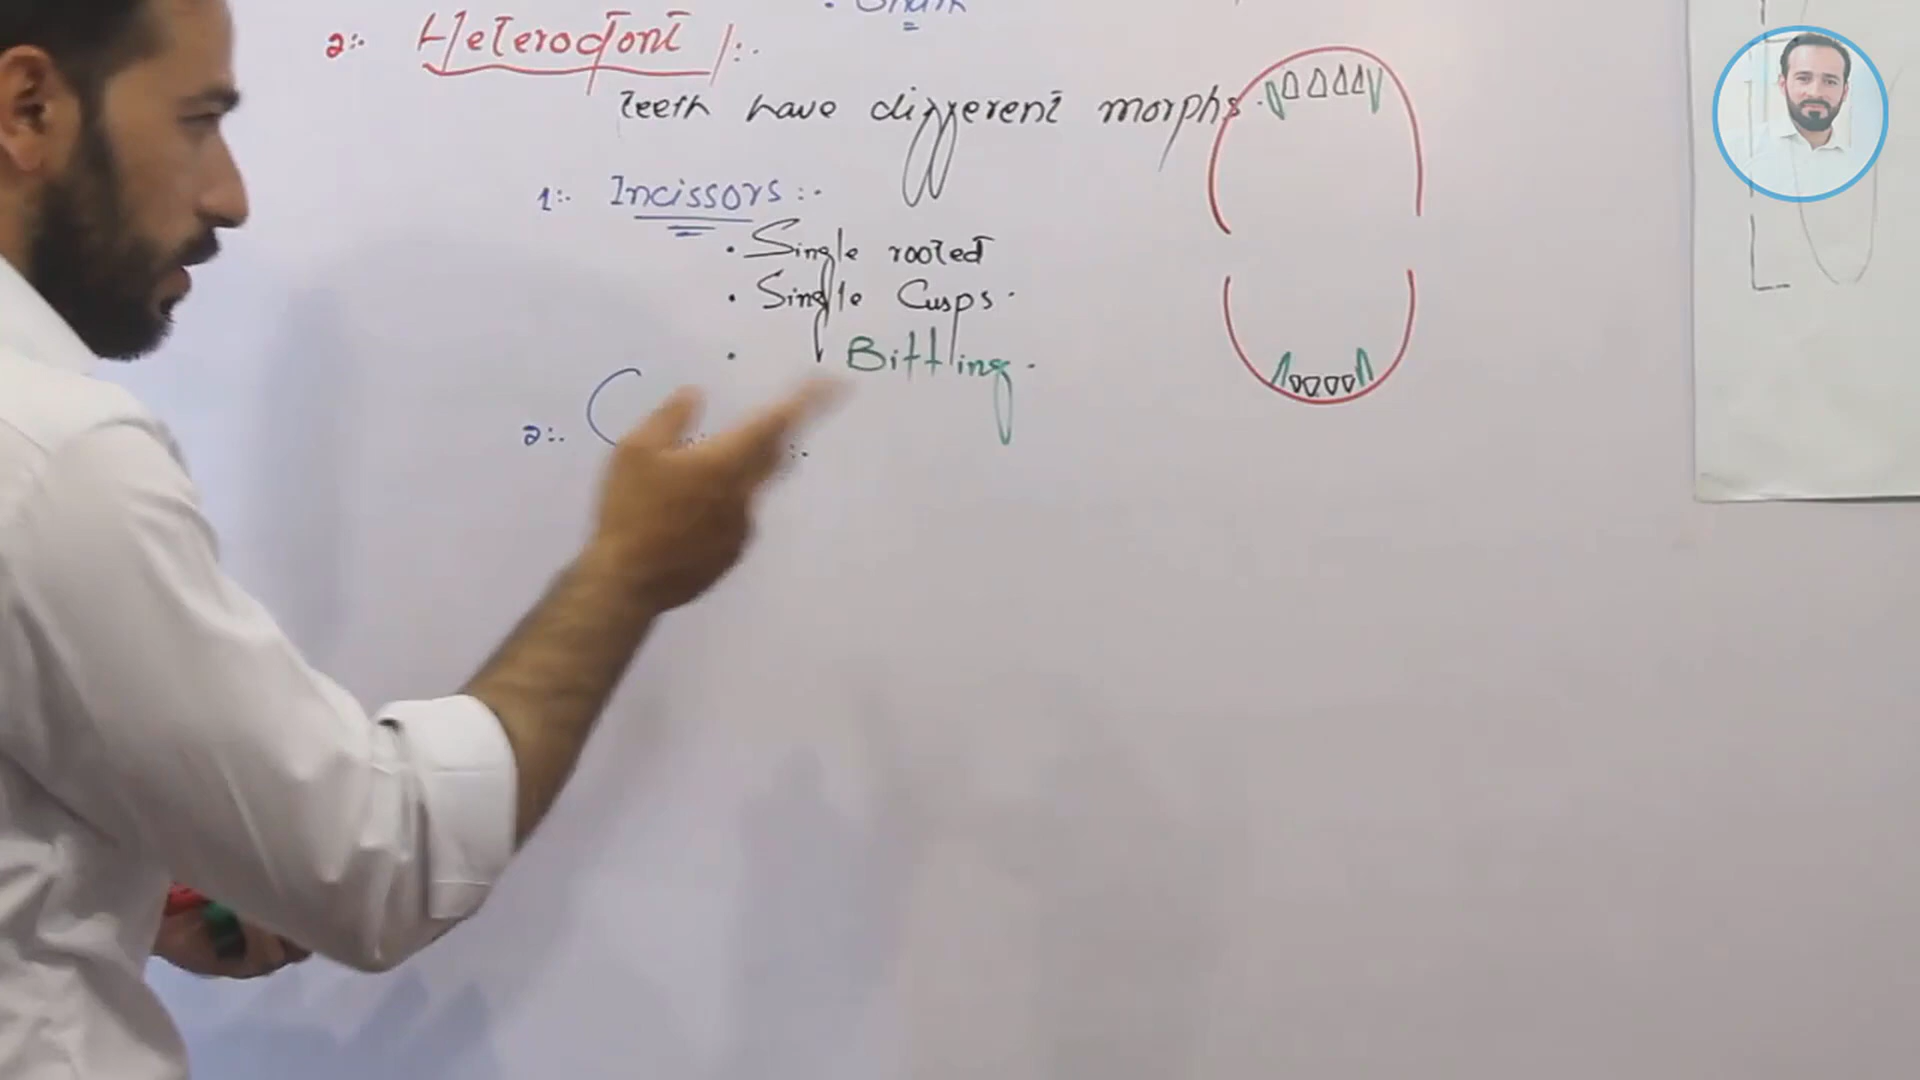 2:- Heterodont :-
Teeth have different morphs.
1:- Incissors :-
• Single rooted
• Single Cusps.
• Bitting.
2:-